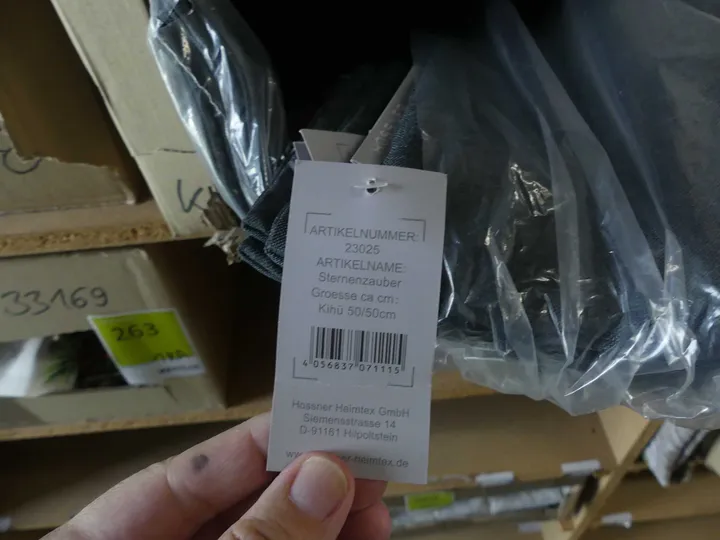 ARTIKELNUMMER:
23025
ARTIKELNAME:
Sternenzauber
Groesse ca cm:
Kihü 50/50cm
4 056837 071115
Hossner Heimtex GmbH
Siemensstrasse 14
D-91161 Hilpoltstein
33169
263